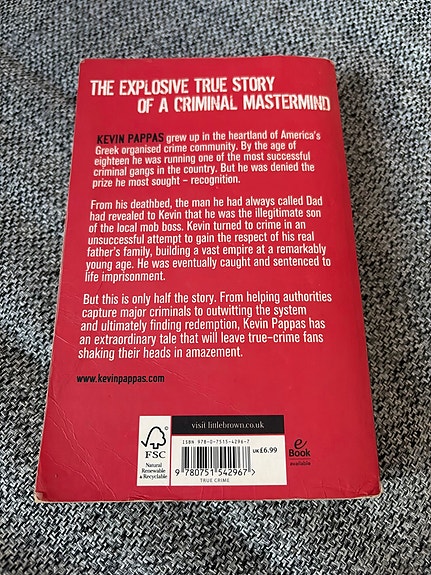 THE EXPLOSIVE TRUE STORY
OF A CRIMINAL MASTERMIND
KEVIN PAPPAS grew up in the heartland of America's
Greek organised crime community. By the age of
eighteen he was running one of the most successful
criminal gangs in the country. But he was denied the
prize he most sought – recognition.
From his deathbed, the man he had always called Dad
had revealed to Kevin that he was the illegitimate son
of the local mob boss. Kevin turned to crime in an
unsuccessful attempt to gain the respect of his real
father's family, building a vast empire at a remarkably
young age. He was eventually caught and sentenced to
life imprisonment.
But this is only half the story. From helping authorities
capture major criminals to outwitting the system
and ultimately finding redemption, Kevin Pappas has
an extraordinary tale that will leave true-crime fans
shaking their heads in amazement.
www.kevinpappas.com
visit littlebrown.co.uk
ISBN 978-0-7515-4296-7
UK £6.99
9 780751 542967 >
TRUE CRIME
FSC
Natural
Renewable
& Recyclable
e
Book
available